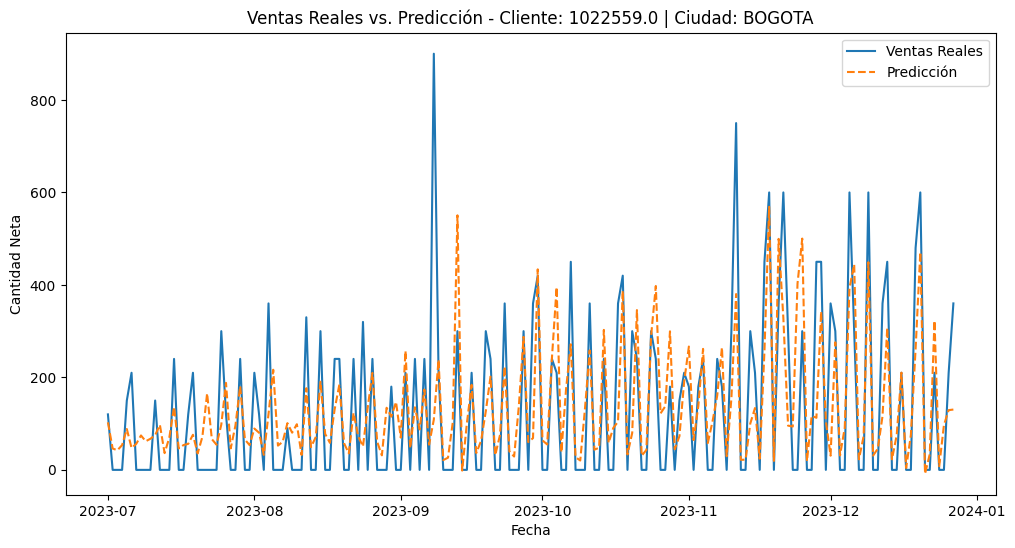 Ventas Reales vs. Predicción - Cliente: 1022559.0 | Ciudad: BOGOTA
Ventas Reales
Predicción
Cantidad Neta
800
600
400
200
0
2023-07
2023-08
2023-09
2023-10
2023-11
2023-12
2024-01
Fecha